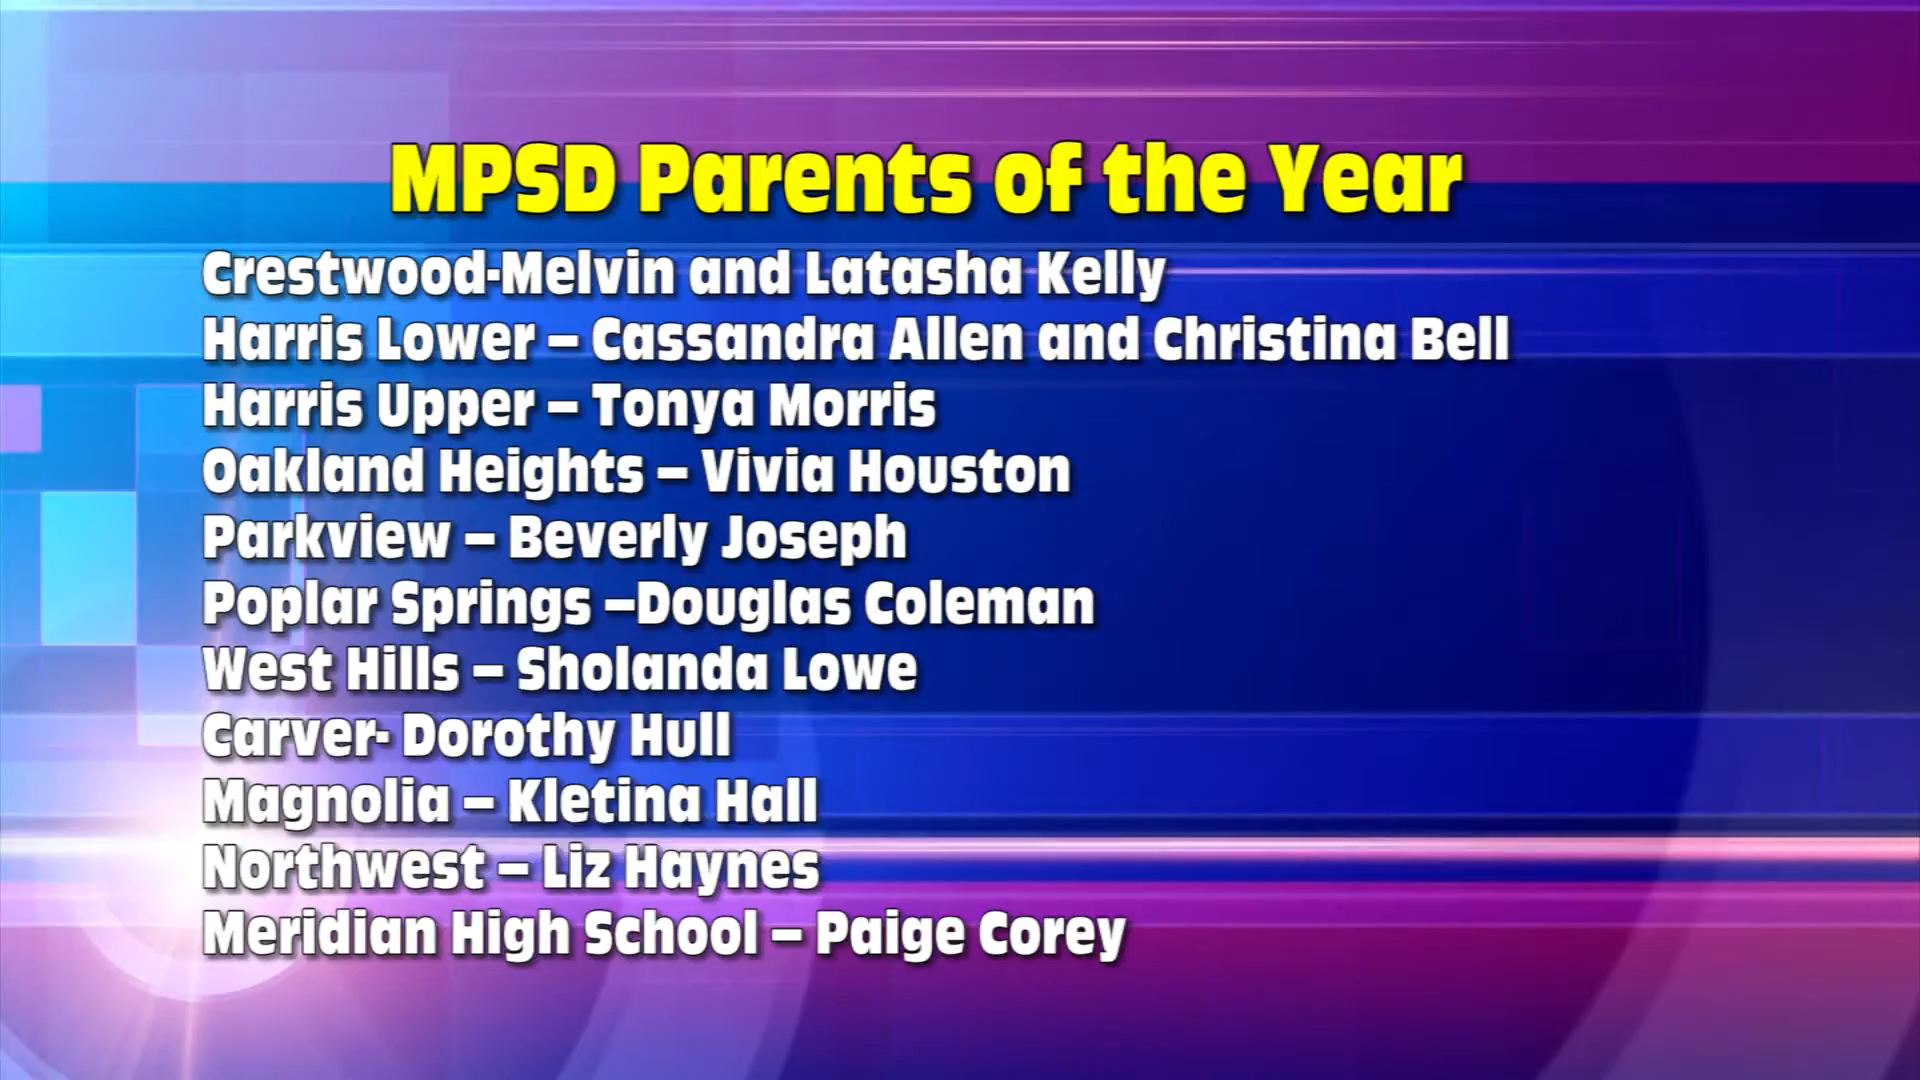 MPSD Parents of the Year
Crestwood-Melvin and Latasha Kelly
Harris Lower – Cassandra Allen and Christina Bell
Harris Upper – Tonya Morris
Oakland Heights – Vivia Houston
Parkview – Beverly Joseph
Poplar Springs –Douglas Coleman
West Hills – Sholanda Lowe
Carver- Dorothy Hull
Magnolia – Kletina Hall
Northwest – Liz Haynes
Meridian High School – Paige Corey